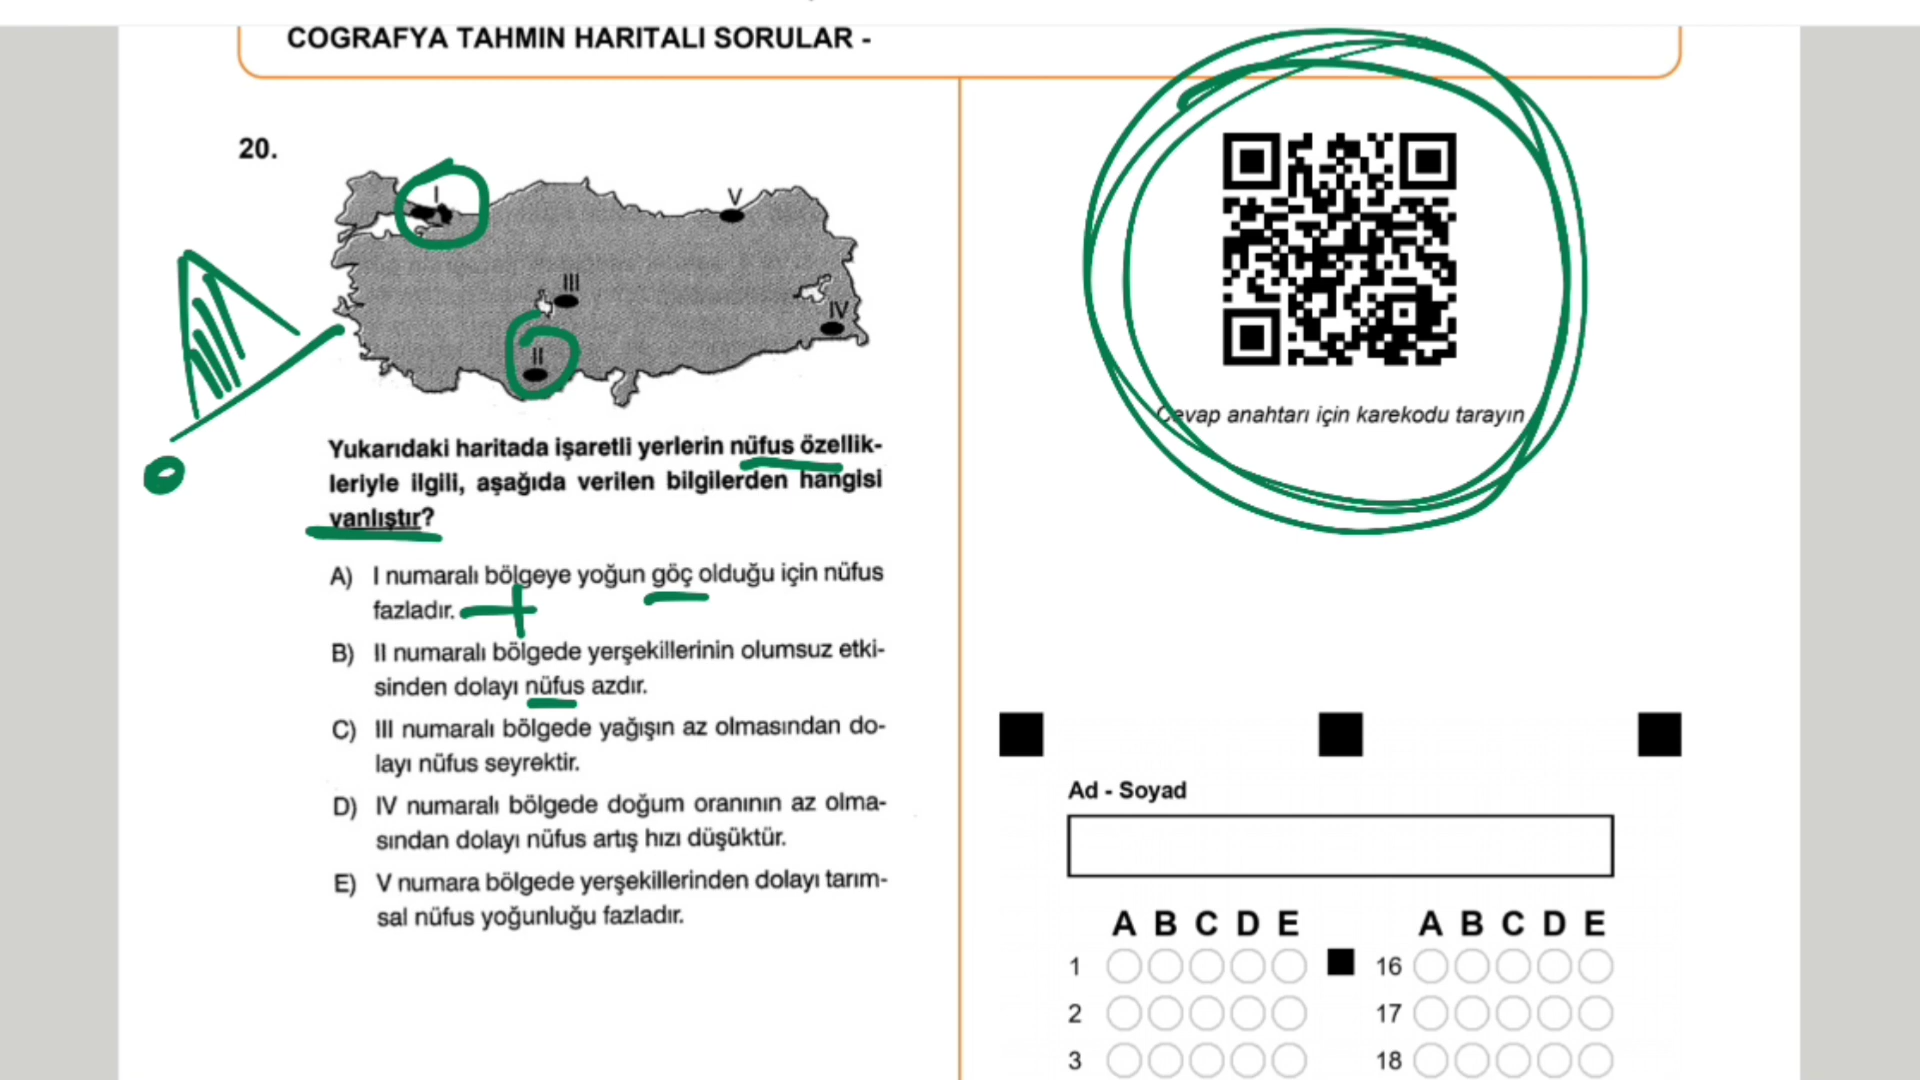 COGRAFYA TAHMIN HARITALI SORULAR -
20.
I
V
III
IV
II
Yukarıdaki haritada işaretli yerlerin nüfus özellik-
leriyle ilgili, aşağıda verilen bilgilerden hangisi
yanlıştır?
A) I numaralı bölgeye yoğun göç olduğu için nüfus
fazladır.
B) II numaralı bölgede yerşekillerinin olumsuz etki-
sinden dolayı nüfus azdır.
C) III numaralı bölgede yağışın az olmasından do-
layı nüfus seyrektir.
D) IV numaralı bölgede doğum oranının az olma-
sından dolayı nüfus artış hızı düşüktür.
E) V numara bölgede yerşekillerinden dolayı tarım-
sal nüfus yoğunluğu fazladır.
Cevap anahtarı için karekodu tarayın
Ad - Soyad
A B C D E A B C D E
1 16
2 17
3 18